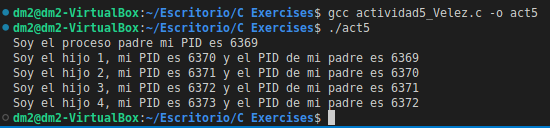 dm2@dm2-VirtualBox:~/Escritorio/C Exercises$ gcc actividad5_Velez.c -o act5
dm2@dm2-VirtualBox:~/Escritorio/C Exercises$ ./act5
Soy el proceso padre mi PID es 6369
Soy el hijo 1, mi PID es 6370 y el PID de mi padre es 6369
Soy el hijo 2, mi PID es 6371 y el PID de mi padre es 6370
Soy el hijo 3, mi PID es 6372 y el PID de mi padre es 6371
Soy el hijo 4, mi PID es 6373 y el PID de mi padre es 6372
dm2@dm2-VirtualBox:~/Escritorio/C Exercises$